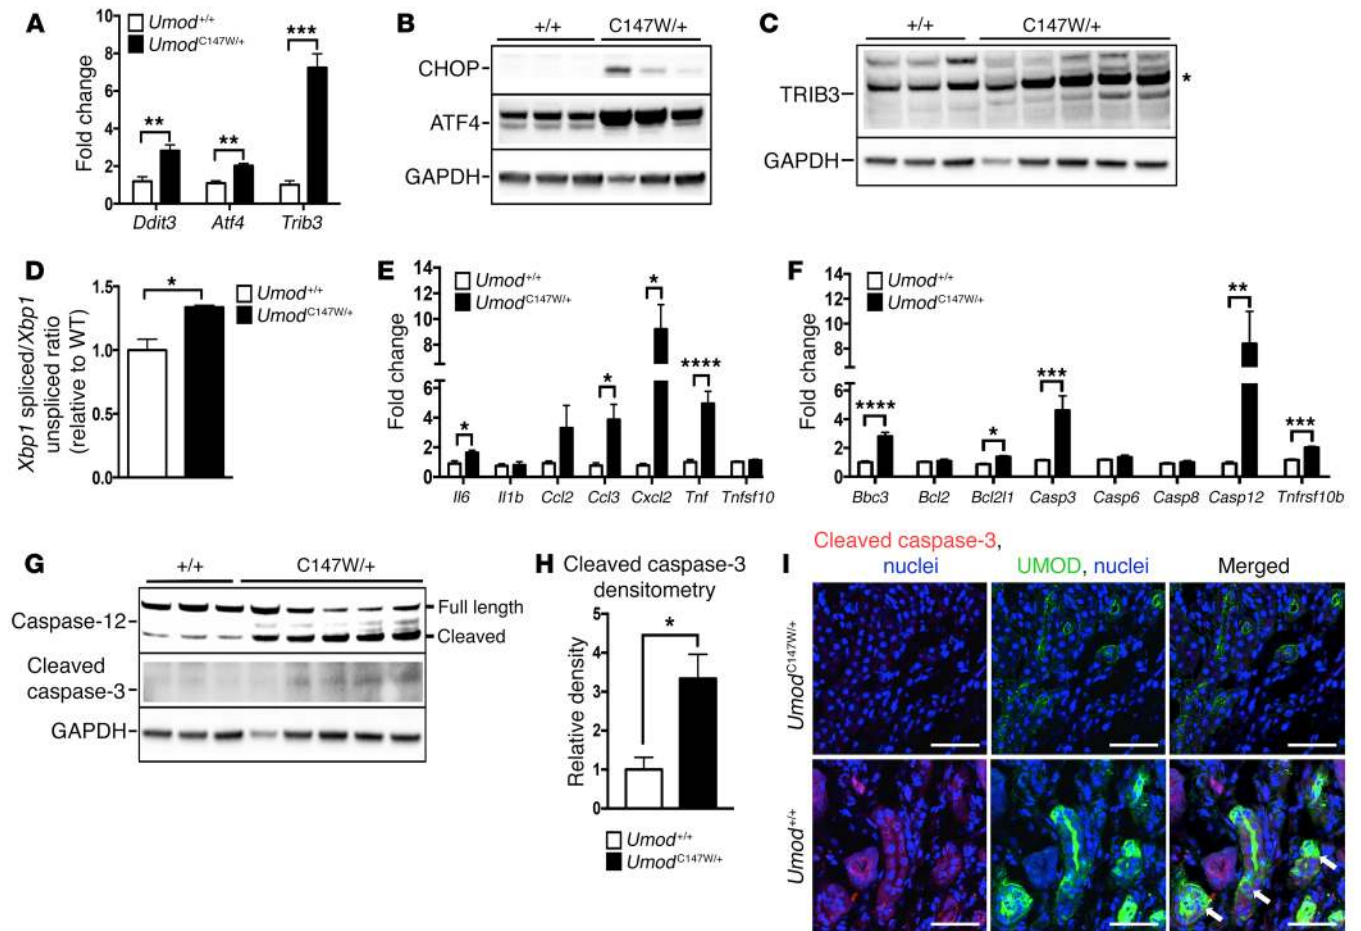 A
Umod+/+
UmodC147W/+
Fold change
10
8
6
4
2
0
**
**
***
Ddit3 Atf4 Trib3
B
+/+ C147W/+
CHOP
ATF4
GAPDH
C
+/+ C147W/+
TRIB3
*
GAPDH
D
Xbp1 spliced/Xbp1
unspliced ratio
(relative to WT)
1.5
1.0
0.5
0.0
*
Umod+/+
UmodC147W/+
E
Umod+/+
UmodC147W/+
Fold change
14
12
10
8
6
4
2
0
*
*
*
****
Il6 Il1b Ccl2 Ccl3 Cxcl2 Tnf Tnfsf10
F
Umod+/+
UmodC147W/+
Fold change
14
12
10
8
6
4
2
0
****
*
***
**
***
Bbc3 Bcl2 Bcl2l1 Casp3 Casp6 Casp8 Casp12 Tnfrsf10b
G
+/+ C147W/+
Caspase-12
Full length
Cleaved
Cleaved
caspase-3
GAPDH
H
Cleaved caspase-3
densitometry
Relative density
5
4
3
2
1
0
*
Umod+/+
UmodC147W/+
I
Cleaved caspase-3,
nuclei
UMOD, nuclei
Merged
UmodC147W/+
Umod+/+